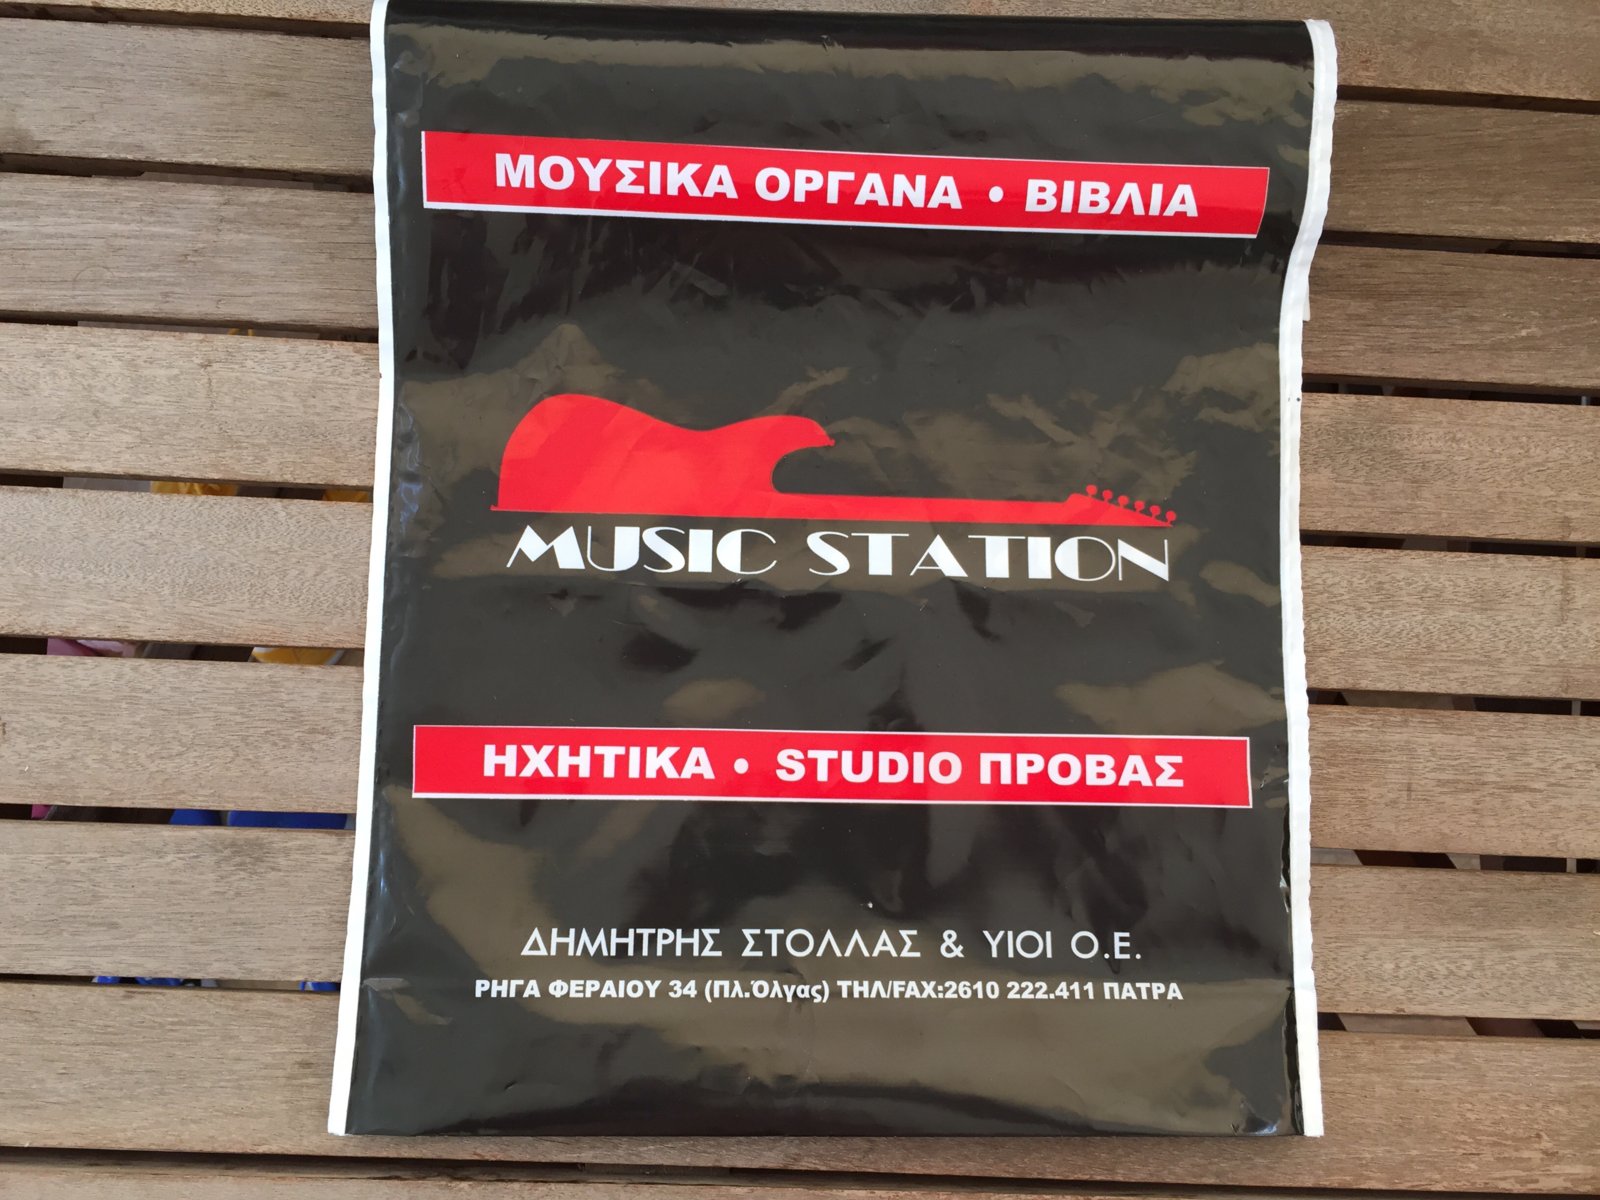 ΜΟΥΣΙΚΑ ΟΡΓΑΝΑ • ΒΙΒΛΙΑ
MUSIC STATION
ΗΧΗΤΙΚΑ • STUDIO ΠΡΟΒΑΣ
ΔΗΜΗΤΡΗΣ ΣΤΟΛΛΑΣ & ΥΙΟΙ Ο.Ε.
ΡΗΓΑ ΦΕΡΑΙΟΥ 34 (Πλ.Όλγας) ΤΗΛ/FAX:2610 222.411 ΠΑΤΡΑ